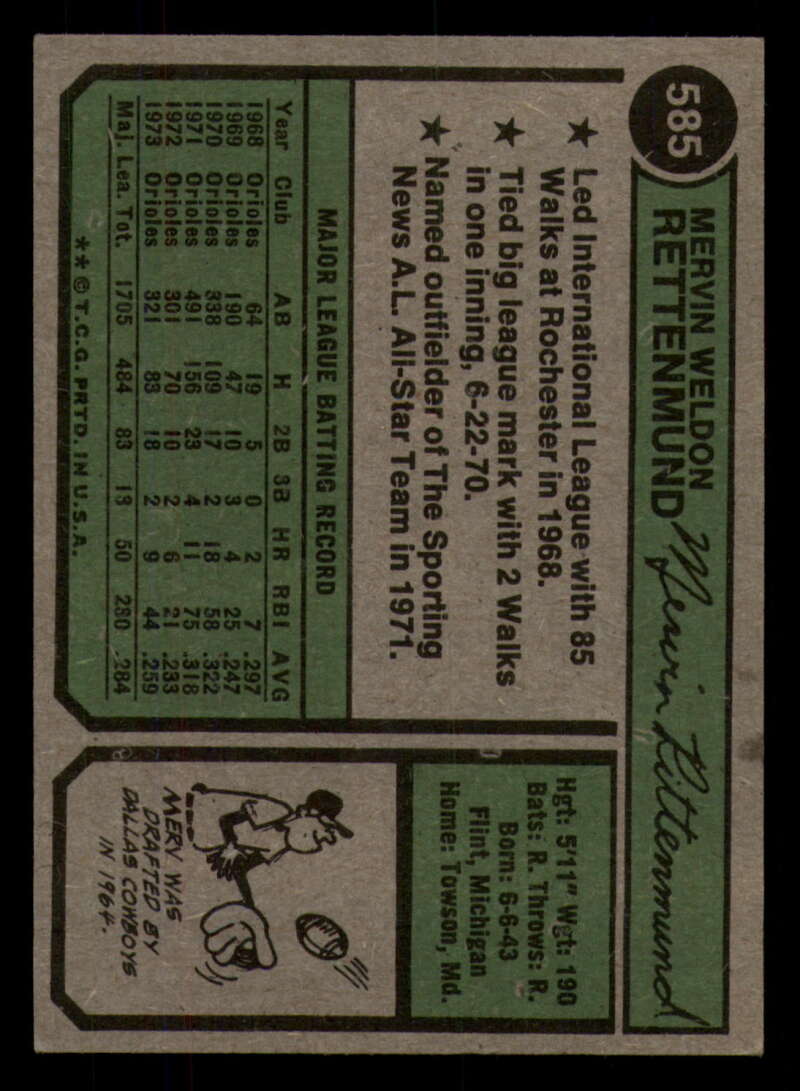 585
MERVIN WELDON
RETTENMUND
Mervin Rettenmund
★ Led International League with 85
Walks at Rochester in 1968.
★ Tied big league mark with 2 Walks
in one inning, 6-22-70.
★ Named outfielder of The Sporting
News A.L. All-Star Team in 1971.
MAJOR LEAGUE BATTING RECORD
Year Club AB H 2B 3B HR RBI AVG
1968 Orioles 64 19 5 0 2 7 .297
1969 Orioles 190 47 10 3 4 25 .247
1970 Orioles 338 109 17 2 18 58 .322
1971 Orioles 491 156 23 4 11 75 .318
1972 Orioles 301 70 10 2 6 21 .233
1973 Orioles 321 83 18 2 9 44 .259
Maj. Lea. Tot. 1705 484 83 13 50 230 .284
** © T.C.G. PRTD. IN U.S.A.
Hgt: 5'11" Wgt: 190
Bats: R. Throws: R.
Born: 6-6-43
Flint, Michigan
Home: Towson, Md.
MERV WAS
DRAFTED BY
DALLAS COWBOYS
IN 1964.